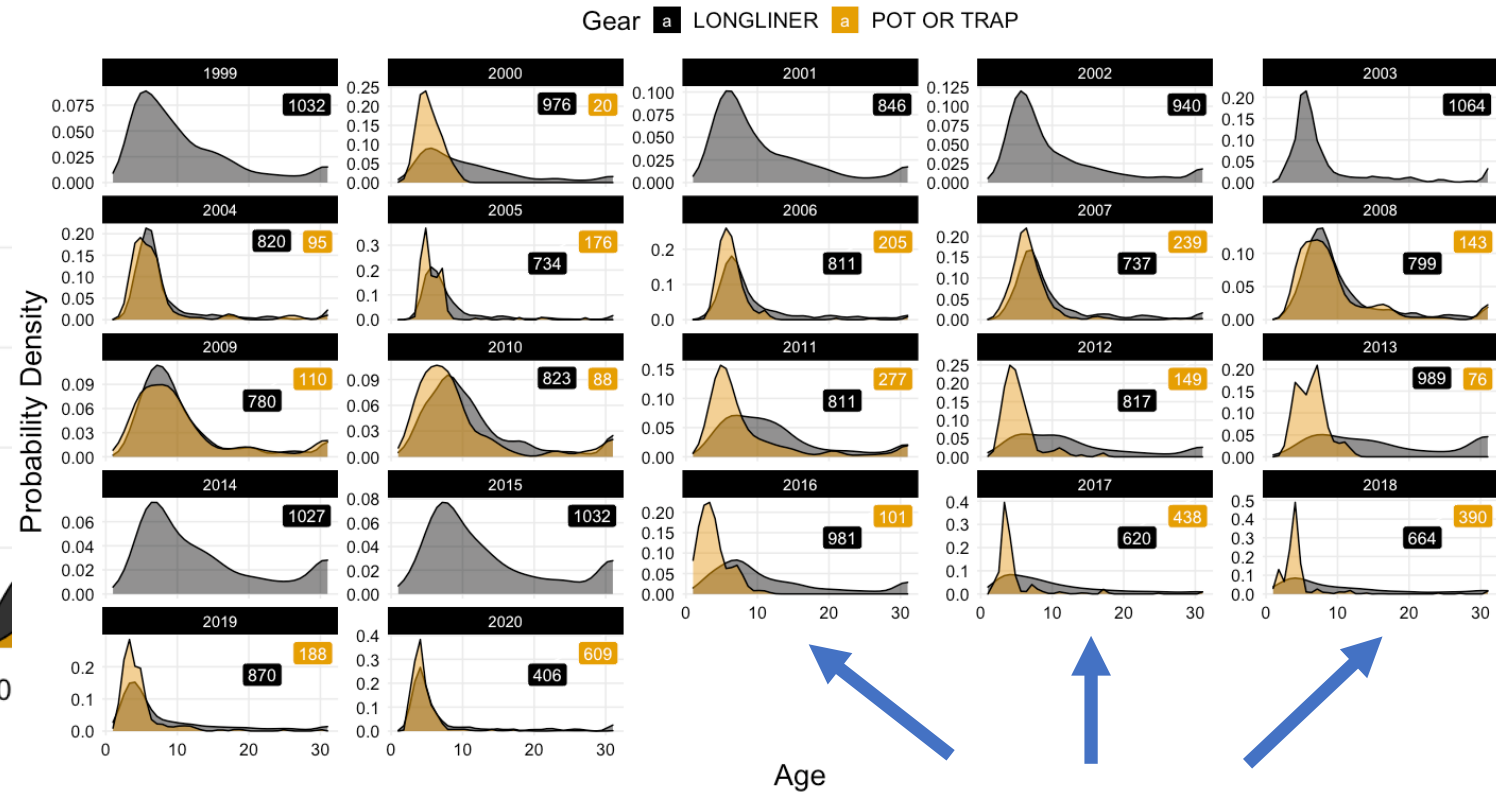 Gear a LONGLINER a POT OR TRAP
1999 2000 2001 2002 2003
1032 976 20 846 940 1064
0.075 0.050 0.025 0.000
0.25 0.20 0.15 0.10 0.05 0.00
0.100 0.075 0.050 0.025 0.000
0.125 0.100 0.075 0.050 0.025 0.000
0.20 0.15 0.10 0.05 0.00
2004 2005 2006 2007 2008
820 95 176 734 205 811 239 737 143 799
0.20 0.15 0.10 0.05 0.00
0.3 0.2 0.1 0.0
0.2 0.1 0.0
0.20 0.15 0.10 0.05 0.00
0.10 0.05 0.00
2009 2010 2011 2012 2013
110 780 823 88 277 811 149 817 989 76
0.09 0.06 0.03 0.00
0.09 0.06 0.03 0.00
0.15 0.10 0.05 0.00
0.25 0.20 0.15 0.10 0.05 0.00
0.20 0.15 0.10 0.05 0.00
2014 2015 2016 2017 2018
1027 1032 101 981 438 620 390 664
0.06 0.04 0.02 0.00
0.08 0.06 0.04 0.02 0.00
0.20 0.15 0.10 0.05 0.00
0.4 0.3 0.2 0.1 0.0
0.5 0.4 0.3 0.2 0.1 0.0
0 10 20 30 0 10 20 30 0 10 20 30
2019 2020
188 870 609 406
0.2 0.1 0.0
0.4 0.3 0.2 0.1 0.0
0 10 20 30 0 10 20 30
Probability Density
Age
0